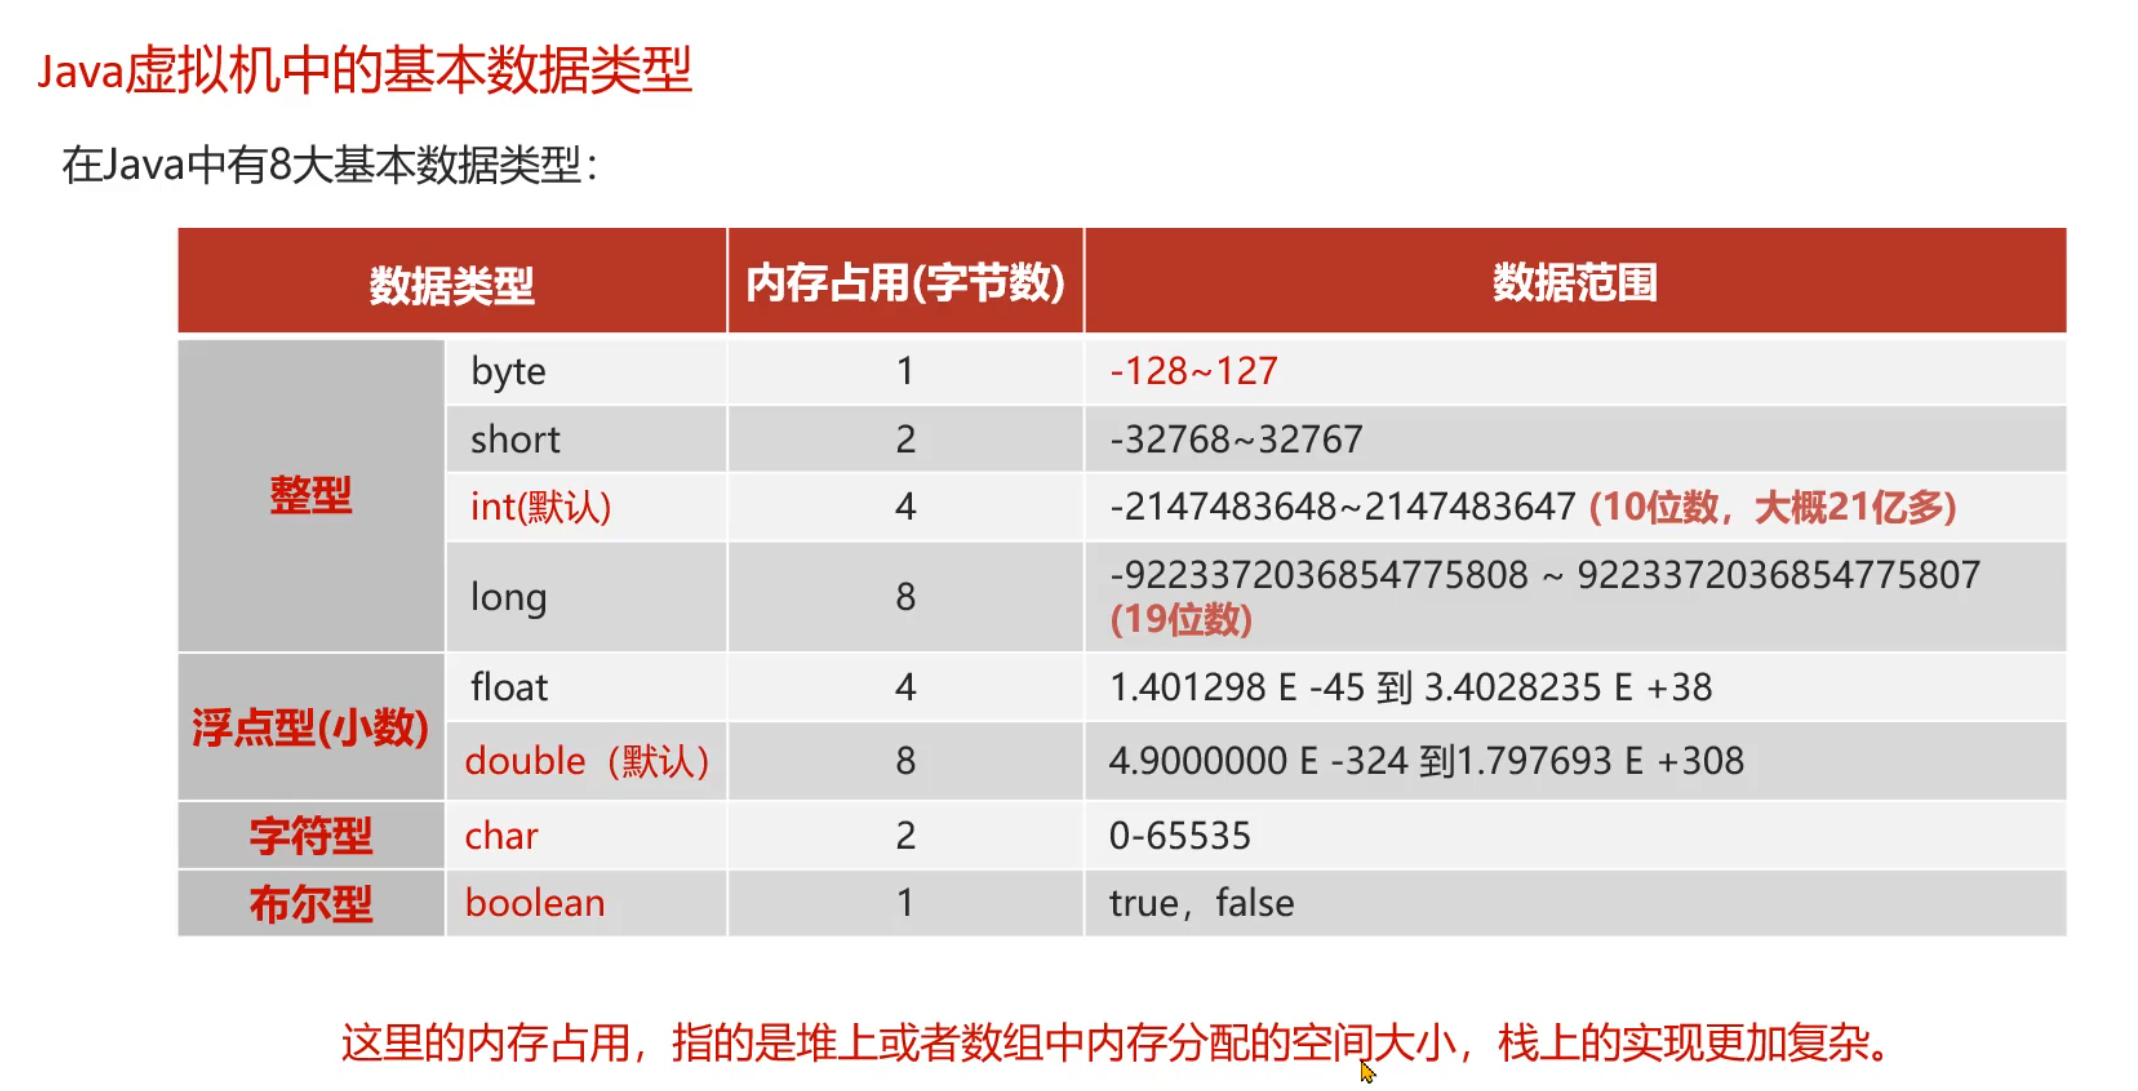 Java虚拟机中的基本数据类型
在Java中有8大基本数据类型：
数据类型 内存占用(字节数) 数据范围
整型
byte 1 -128~127
short 2 -32768~32767
int(默认) 4 -2147483648~2147483647 (10位数，大概21亿多)
long 8 -9223372036854775808 ~ 9223372036854775807
(19位数)
浮点型(小数)
float 4 1.401298 E -45 到 3.4028235 E +38
double（默认） 8 4.9000000 E -324 到1.797693 E +308
字符型 char 2 0-65535
布尔型 boolean 1 true，false
这里的内存占用，指的是堆上或者数组中内存分配的空间大小，栈上的实现更加复杂。